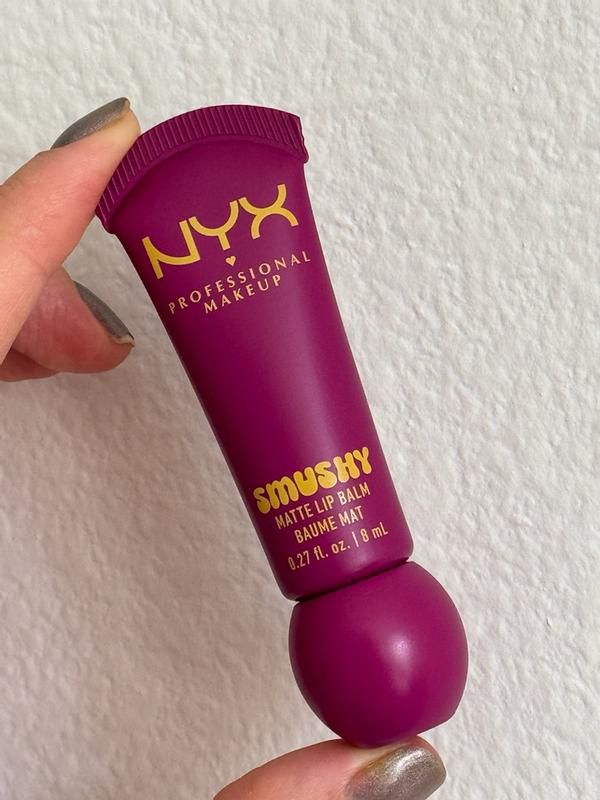 NYX
PROFESSIONAL
MAKEUP
SMUSHY
MATTE LIP BALM
BAUME MAT
0.27 fl. oz. | 8 mL